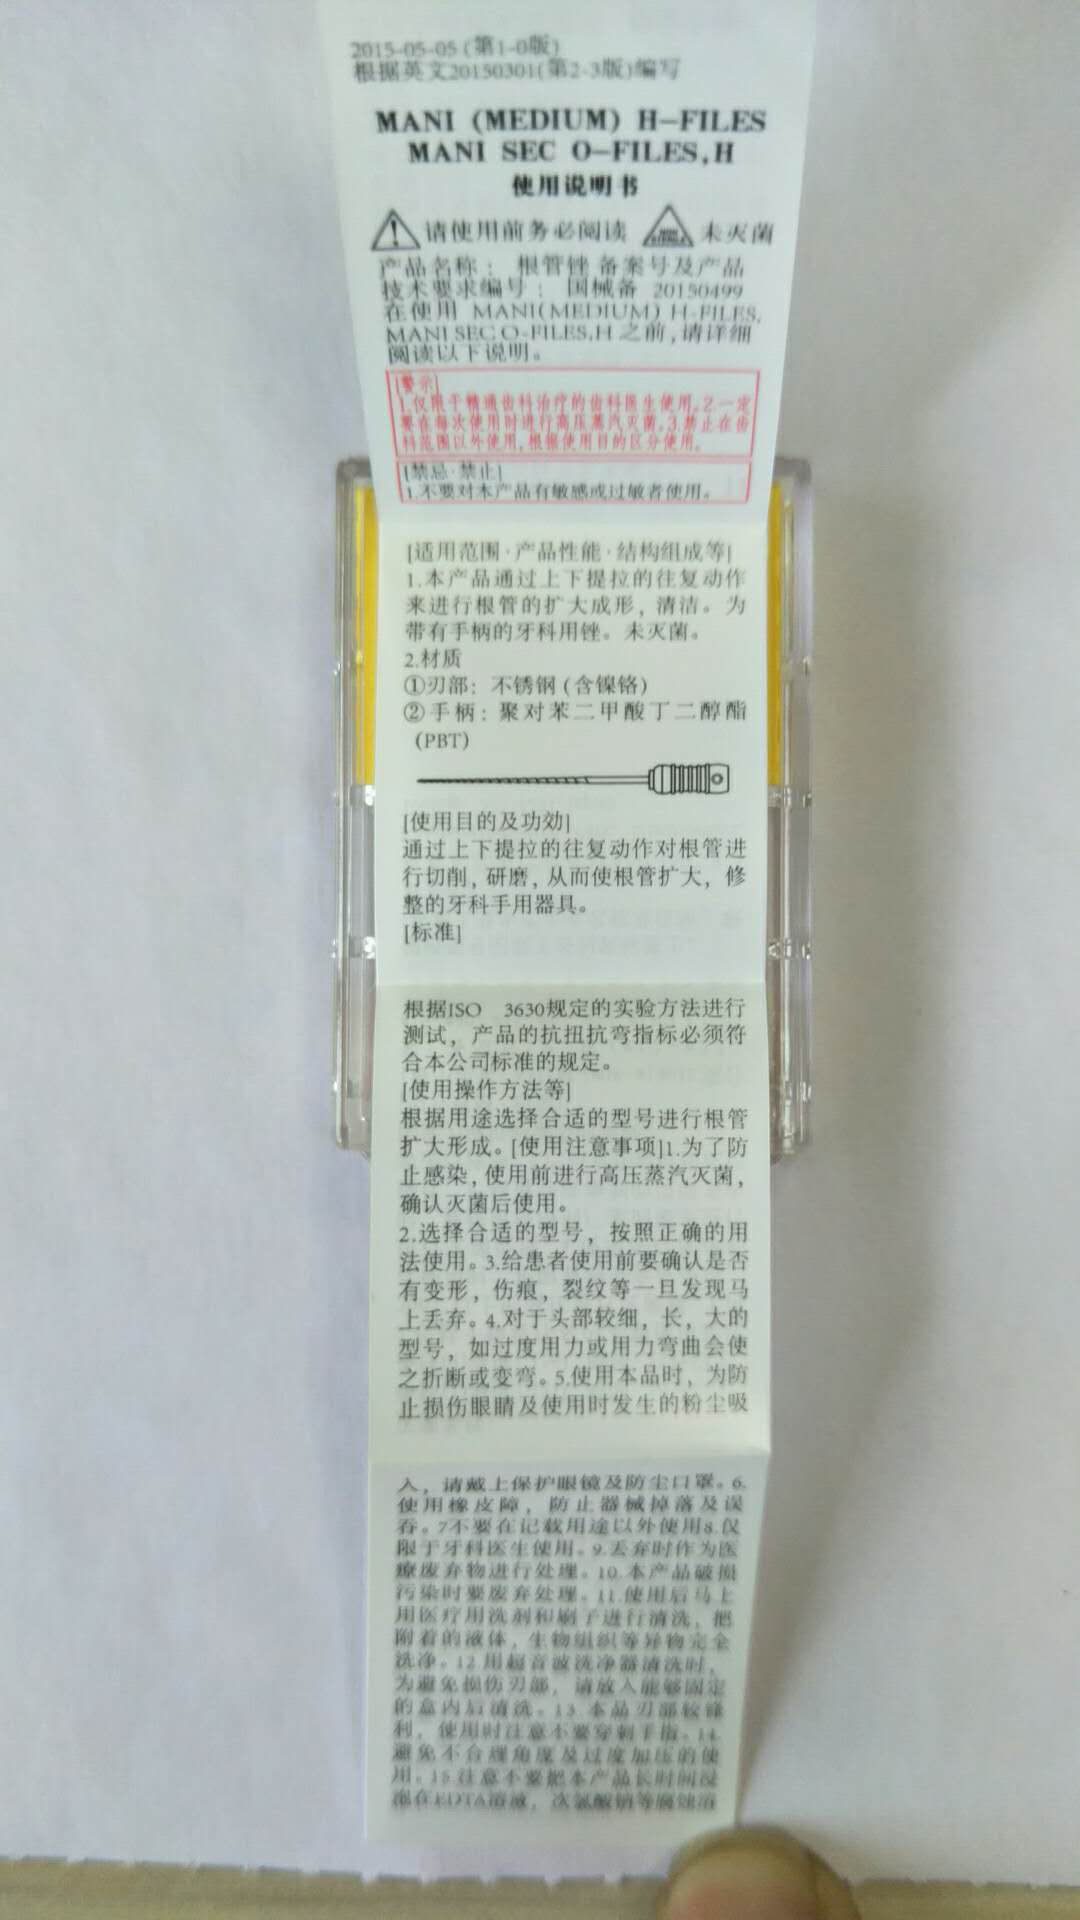 2015-05-05(第1-0版)
根据英文20150301(第2-3版)编写
MANI (MEDIUM) H-FILES
MANI SEC O-FILES,H
使用说明书
请使用前务必阅读 未灭菌
产品名称：根管锉 备案号及产品
技术要求编号：国械备 20150499
在使用 MANI(MEDIUM) H-FILES,
MANI SEC O-FILES,H 之前,请详细
阅读以下说明。
[警示]
1.仅限于精通齿科治疗的齿科医生使用。2.一定
要在每次使用时进行高压蒸汽灭菌。3.禁止在齿
科范围以外使用,根据使用目的区分使用。
[禁忌·禁止]
1.不要对本产品有敏感或过敏者使用。
[适用范围·产品性能·结构组成等]
1.本产品通过上下提拉的往复动作
来进行根管的扩大成形，清洁。为
带有手柄的牙科用锉。未灭菌。
2.材质
①刃部：不锈钢(含镍铬)
②手柄：聚对苯二甲酸丁二醇酯
(PBT)
[使用目的及功効]
通过上下提拉的往复动作对根管进
行切削,研磨,从而使根管扩大，修
整的牙科手用器具。
[标准]
根据ISO 3630规定的实验方法进行
测试，产品的抗扭抗弯指标必须符
合本公司标准的规定。
[使用操作方法等]
根据用途选择合适的型号进行根管
扩大形成。[使用注意事项]1.为了防
止感染,使用前进行高压蒸汽灭菌，
确认灭菌后使用。
2.选择合适的型号，按照正确的用
法使用。3.给患者使用前要确认是否
有变形，伤痕，裂纹等一旦发现马
上丢弃。4.对于头部较细，长，大的
型号，如过度用力或用力弯曲会使
之折断或变弯。5.使用本品时，为防
止损伤眼睛及使用时发生的粉尘吸
入，请戴上保护眼镜及防尘口罩。6.
使用橡皮障，防止器械掉落及误
吞。7不要在记载用途以外使用8.仅
限于牙科医生使用。9.丢弃时作为医
療废弃物进行处理。10.本产品破损
污染时要废弃处理。11.使用后马上
用医疗用洗剂和刷子进行清洗，把
附着的液体，生物组织等异物完全
洗净。12.用超音波洗净器清洗时，
为避免损伤刃部，请放入能够固定
的盒内后清洗。13.本品刃部较锋
利，使用时注意不要穿刺手指。14.
避免不合理角度及过度加压的使
用。15.注意不要把本产品长时间浸
泡在EDTA溶液，次氯酸钠等腐蚀溶